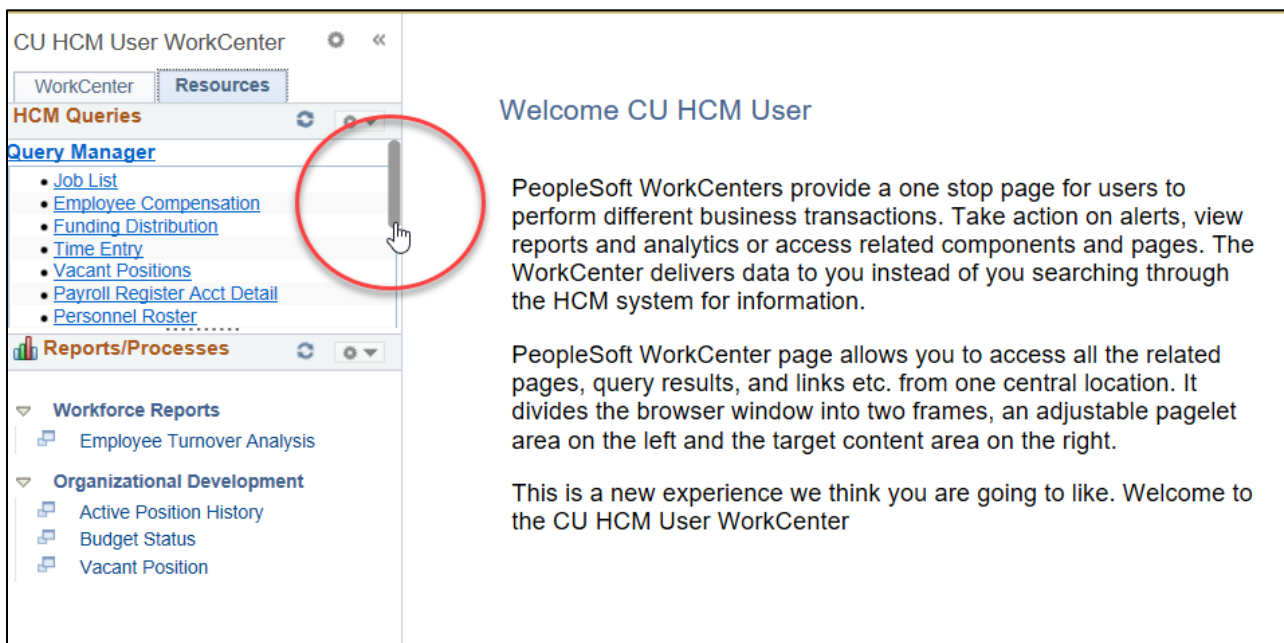 CU HCM User WorkCenter
WorkCenter
Resources
HCM Queries
Query Manager
Job List
Employee Compensation
Funding Distribution
Time Entry
Vacant Positions
Payroll Register Acct Detail
Personnel Roster
Reports/Processes
Workforce Reports
Employee Turnover Analysis
Organizational Development
Active Position History
Budget Status
Vacant Position
Welcome CU HCM User
PeopleSoft WorkCenters provide a one stop page for users to
perform different business transactions. Take action on alerts, view
reports and analytics or access related components and pages. The
WorkCenter delivers data to you instead of you searching through
the HCM system for information.
PeopleSoft WorkCenter page allows you to access all the related
pages, query results, and links etc. from one central location. It
divides the browser window into two frames, an adjustable pagelet
area on the left and the target content area on the right.
This is a new experience we think you are going to like. Welcome to
the CU HCM User WorkCenter